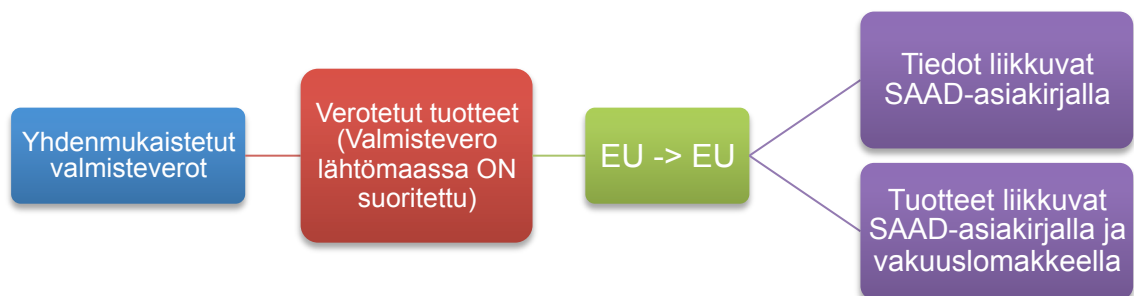 Yhdenmukaistetut
valmisteverot
Verotetut tuotteet
(Valmistevero
lähtömaassa ON
suoritettu)
EU -> EU
Tiedot liikkuvat
SAAD-asiakirjalla
Tuotteet liikkuvat
SAAD-asiakirjalla ja
vakuuslomakkeella